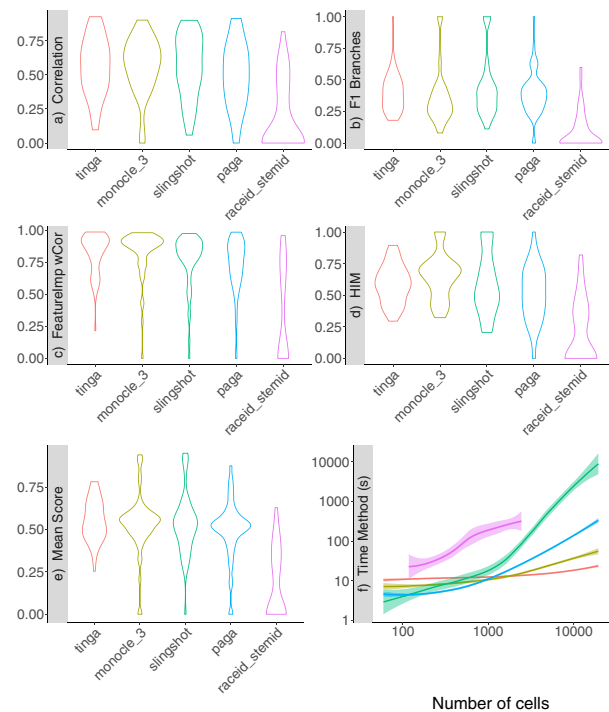 a) Correlation
0.75
0.50
0.25
0.00
tinga
monocle_3
slingshot
paga
raceid_stemid
b) F1 Branches
1.00
0.75
0.50
0.25
0.00
tinga
monocle_3
slingshot
paga
raceid_stemid
c) FeatureImp wCor
1.00
0.75
0.50
0.25
0.00
tinga
monocle_3
slingshot
paga
raceid_stemid
d) HIM
1.00
0.75
0.50
0.25
0.00
tinga
monocle_3
slingshot
paga
raceid_stemid
e) Mean Score
0.75
0.50
0.25
0.00
tinga
monocle_3
slingshot
paga
raceid_stemid
f) Time Method (s)
10000
1000
100
10
1
100
1000
10000
Number of cells